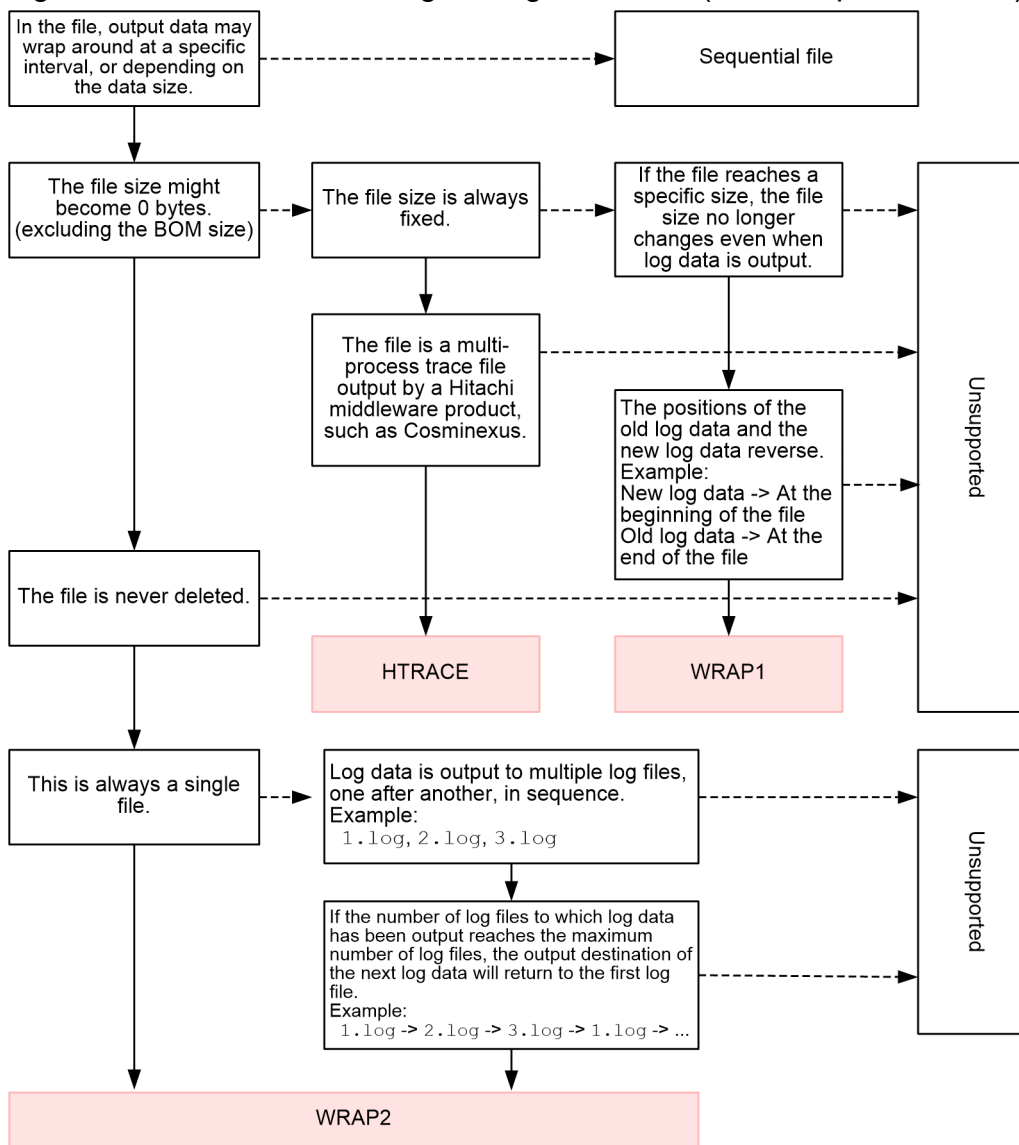 In the file, output data may
wrap around at a specific
interval, or depending on
the data size.
Sequential file
The file size might
become 0 bytes.
(excluding the BOM size)
The file size is always
fixed.
If the file reaches a
specific size, the file
size no longer
changes even when
log data is output.
Unsupported
The file is a multi-
process trace file
output by a Hitachi
middleware product,
such as Cosminexus.
The positions of the
old log data and the
new log data reverse.
Example:
New log data -> At the
beginning of the file
Old log data -> At the
end of the file
The file is never deleted.
HTRACE
WRAP1
This is always a single
file.
Log data is output to multiple log files,
one after another, in sequence.
Example:
1.log, 2.log, 3.log
Unsupported
If the number of log files to which log data
has been output reaches the maximum
number of log files, the output destination of
the next log data will return to the first log
file.
Example:
1.log -> 2.log -> 3.log -> 1.log -> ...
WRAP2